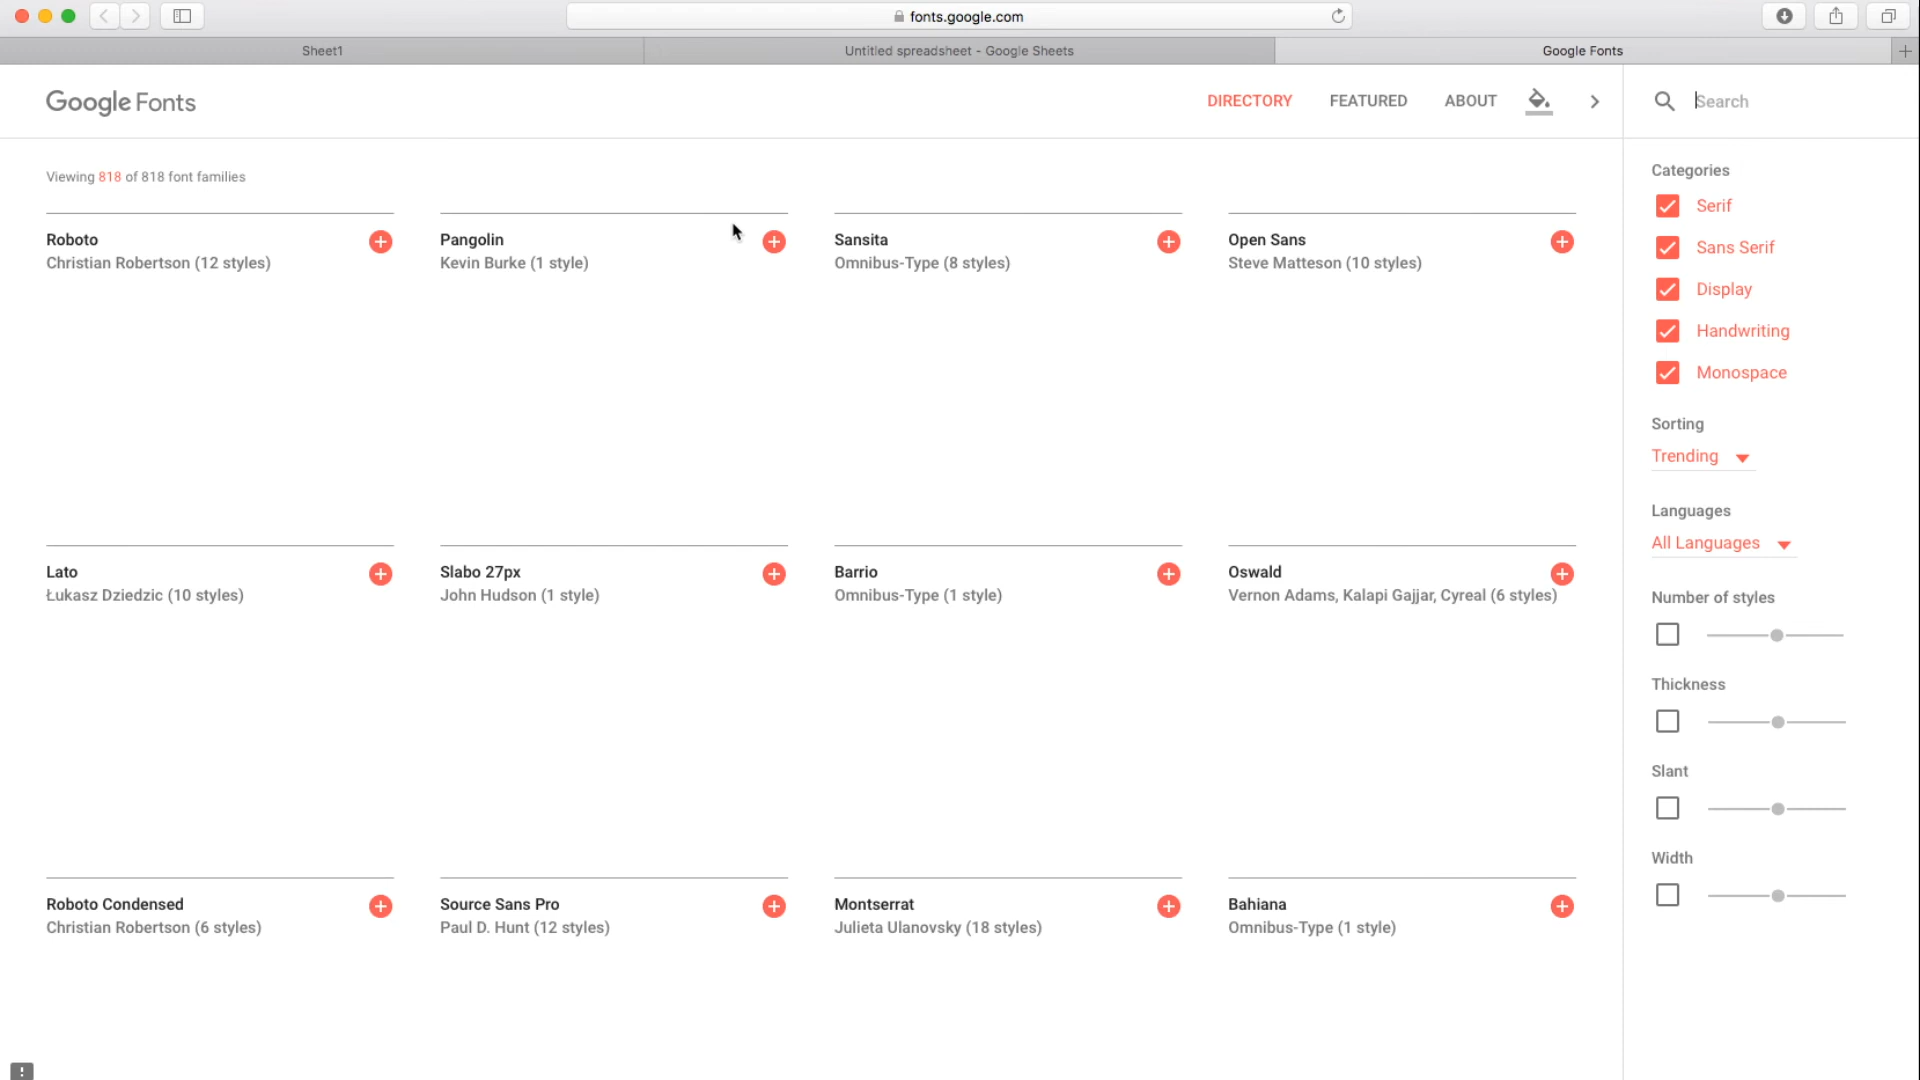 fonts.google.com
Sheet1
Untitled spreadsheet - Google Sheets
Google Fonts
Google Fonts
DIRECTORY
FEATURED
ABOUT
Search
Viewing 818 of 818 font families
Roboto
Christian Robertson (12 styles)
Pangolin
Kevin Burke (1 style)
Sansita
Omnibus-Type (8 styles)
Open Sans
Steve Matteson (10 styles)
Lato
Łukasz Dziedzic (10 styles)
Slabo 27px
John Hudson (1 style)
Barrio
Omnibus-Type (1 style)
Oswald
Vernon Adams, Kalapi Gajjar, Cyreal (6 styles)
Roboto Condensed
Christian Robertson (6 styles)
Source Sans Pro
Paul D. Hunt (12 styles)
Montserrat
Julieta Ulanovsky (18 styles)
Bahiana
Omnibus-Type (1 style)
Categories
Serif
Sans Serif
Display
Handwriting
Monospace
Sorting
Trending
Languages
All Languages
Number of styles
Thickness
Slant
Width